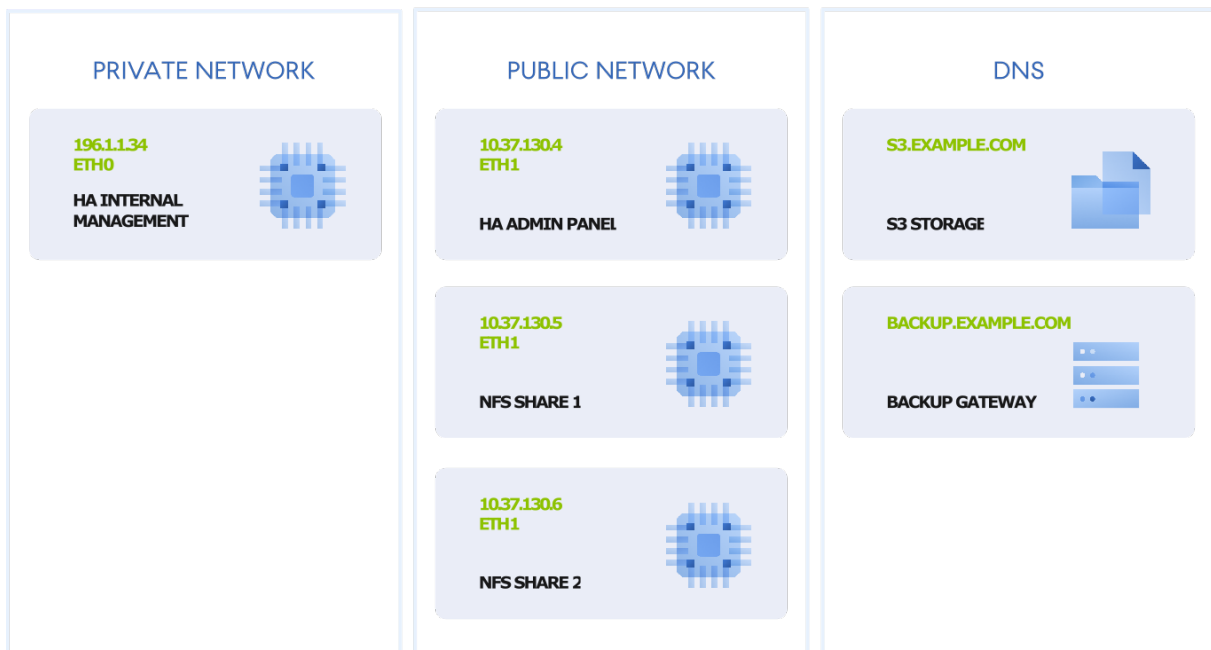 PRIVATE NETWORK
196.1.1.34
ETH0
HA INTERNAL
MANAGEMENT
PUBLIC NETWORK
10.37.130.4
ETH1
HA ADMIN PANEL
10.37.130.5
ETH1
NFS SHARE 1
10.37.130.6
ETH1
NFS SHARE 2
DNS
S3.EXAMPLE.COM
S3 STORAGE
BACKUP.EXAMPLE.COM
BACKUP GATEWAY